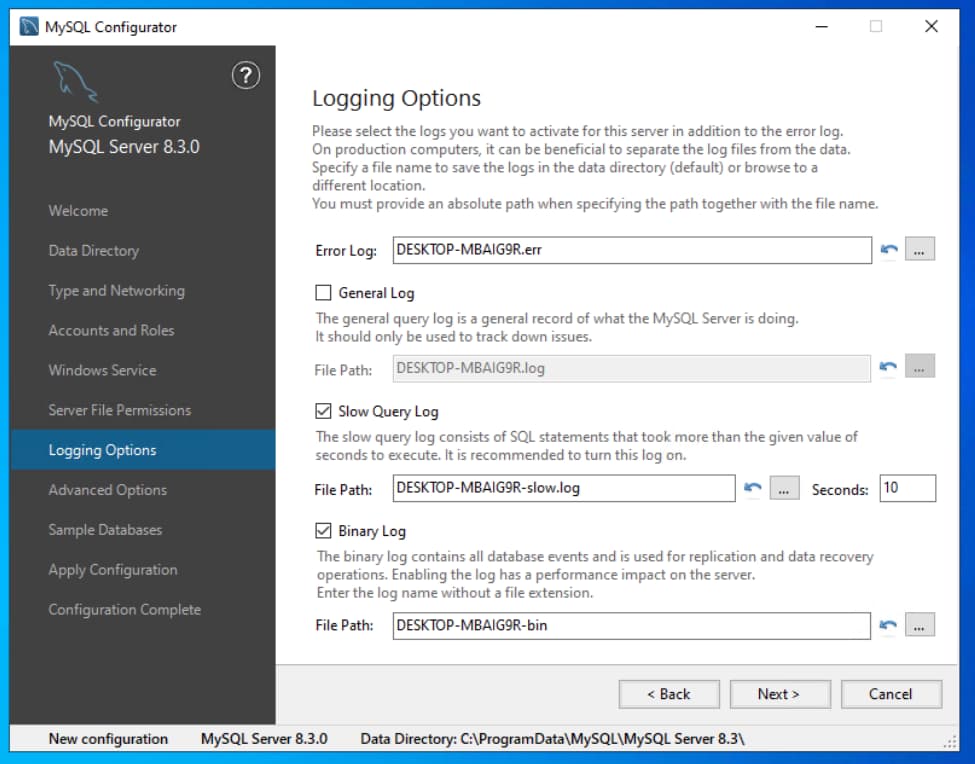 MySQL Configurator
?
MySQL Configurator
MySQL Server 8.3.0
Welcome
Data Directory
Type and Networking
Accounts and Roles
Windows Service
Server File Permissions
Logging Options
Advanced Options
Sample Databases
Apply Configuration
Configuration Complete
Logging Options
Please select the logs you want to activate for this server in addition to the error log.
On production computers, it can be beneficial to separate the log files from the data.
Specify a file name to save the logs in the data directory (default) or browse to a
different location.
You must provide an absolute path when specifying the path together with the file name.
Error Log: DESKTOP-MBAIG9R.err ...
General Log
The general query log is a general record of what the MySQL Server is doing.
It should only be used to track down issues.
File Path: DESKTOP-MBAIG9R.log ...
Slow Query Log
The slow query log consists of SQL statements that took more than the given value of
seconds to execute. It is recommended to turn this log on.
File Path: DESKTOP-MBAIG9R-slow.log ... Seconds: 10
Binary Log
The binary log contains all database events and is used for replication and data recovery
operations. Enabling the log has a performance impact on the server.
Enter the log name without a file extension.
File Path: DESKTOP-MBAIG9R-bin ...
< Back Next > Cancel
New configuration MySQL Server 8.3.0 Data Directory: C:\ProgramData\MySQL\MySQL Server 8.3\